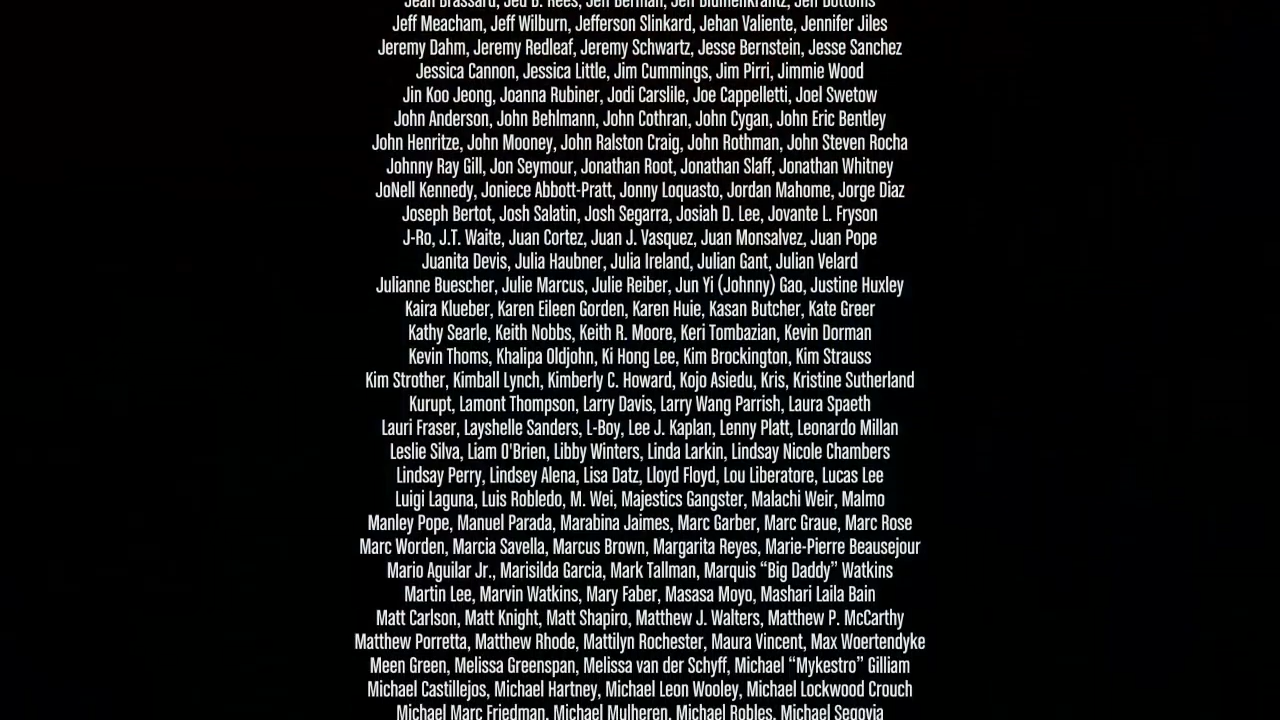 Jean Brassard, Jed B. Rees, Jeff Berman, Jeff Blumenkrantz, Jeff Bottoms
Jeff Meacham, Jeff Wilburn, Jefferson Slinkard, Jehan Valiente, Jennifer Jiles
Jeremy Dahm, Jeremy Redleaf, Jeremy Schwartz, Jesse Bernstein, Jesse Sanchez
Jessica Cannon, Jessica Little, Jim Cummings, Jim Pirri, Jimmie Wood
Jin Koo Jeong, Joanna Rubiner, Jodi Carslile, Joe Cappelletti, Joel Swetow
John Anderson, John Behlmann, John Cothran, John Cygan, John Eric Bentley
John Henritze, John Mooney, John Ralston Craig, John Rothman, John Steven Rocha
Johnny Ray Gill, Jon Seymour, Jonathan Root, Jonathan Slaff, Jonathan Whitney
JoNell Kennedy, Joniece Abbott-Pratt, Jonny Loquasto, Jordan Mahome, Jorge Diaz
Joseph Bertot, Josh Salatin, Josh Segarra, Josiah D. Lee, Jovante L. Fryson
J-Ro, J.T. Waite, Juan Cortez, Juan J. Vasquez, Juan Monsalvez, Juan Pope
Juanita Devis, Julia Haubner, Julia Ireland, Julian Gant, Julian Velard
Julianne Buescher, Julie Marcus, Julie Reiber, Jun Yi (Johnny) Gao, Justine Huxley
Kaira Klueber, Karen Eileen Gorden, Karen Huie, Kasan Butcher, Kate Greer
Kathy Searle, Keith Nobbs, Keith R. Moore, Keri Tombazian, Kevin Dorman
Kevin Thoms, Khalipa Oldjohn, Ki Hong Lee, Kim Brockington, Kim Strauss
Kim Strother, Kimball Lynch, Kimberly C. Howard, Kojo Asiedu, Kris, Kristine Sutherland
Kurupt, Lamont Thompson, Larry Davis, Larry Wang Parrish, Laura Spaeth
Lauri Fraser, Layshelle Sanders, L-Boy, Lee J. Kaplan, Lenny Platt, Leonardo Millan
Leslie Silva, Liam O'Brien, Libby Winters, Linda Larkin, Lindsay Nicole Chambers
Lindsay Perry, Lindsey Alena, Lisa Datz, Lloyd Floyd, Lou Liberatore, Lucas Lee
Luigi Laguna, Luis Robledo, M. Wei, Majestics Gangster, Malachi Weir, Malmo
Manley Pope, Manuel Parada, Marabina Jaimes, Marc Garber, Marc Graue, Marc Rose
Marc Worden, Marcia Savella, Marcus Brown, Margarita Reyes, Marie-Pierre Beausejour
Mario Aguilar Jr., Marisilda Garcia, Mark Tallman, Marquis “Big Daddy” Watkins
Martin Lee, Marvin Watkins, Mary Faber, Masasa Moyo, Mashari Laila Bain
Matt Carlson, Matt Knight, Matt Shapiro, Matthew J. Walters, Matthew P. McCarthy
Matthew Porretta, Matthew Rhode, Mattilyn Rochester, Maura Vincent, Max Woertendyke
Meen Green, Melissa Greenspan, Melissa van der Schyff, Michael “Mykestro” Gilliam
Michael Castillejos, Michael Hartney, Michael Leon Wooley, Michael Lockwood Crouch
Michael Marc Friedman, Michael Mulheren, Michael Robles, Michael Segovia